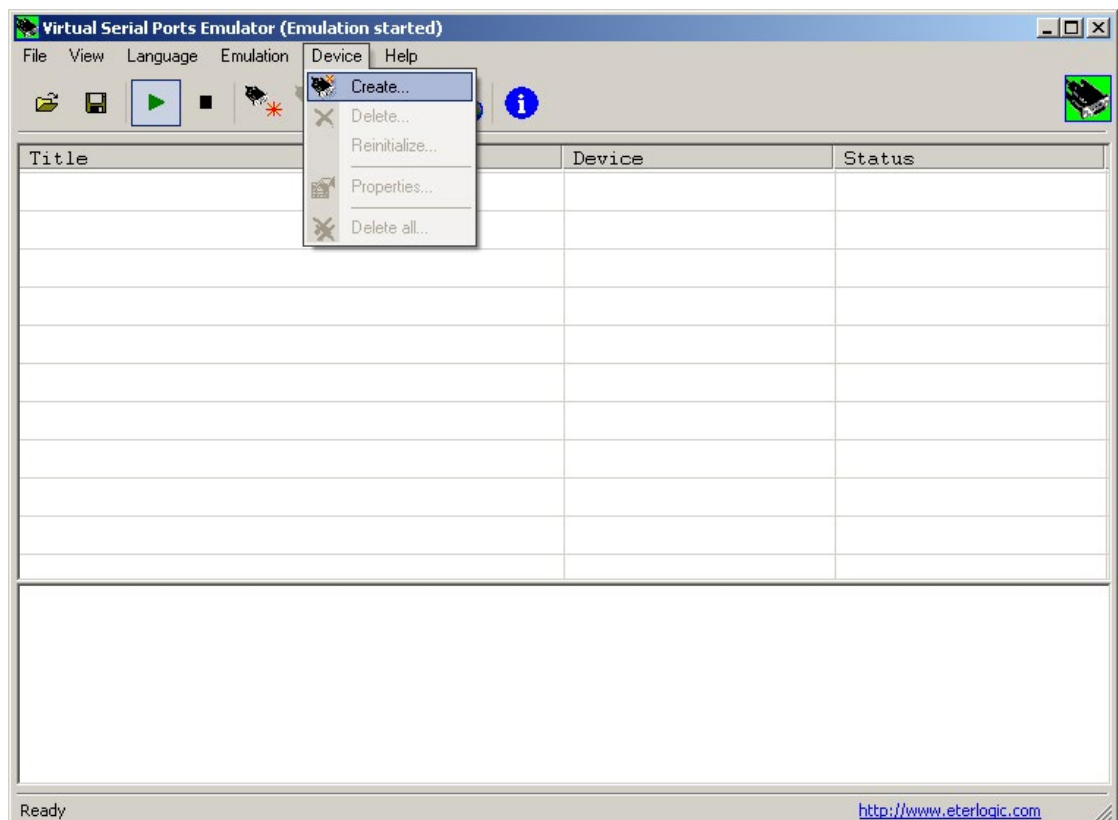 Virtual Serial Ports Emulator (Emulation started)
File View Language Emulation Device Help
Create...
Delete...
Reinitialize...
Properties...
Delete all...
Title Device Status
Ready http://www.eterlogic.com